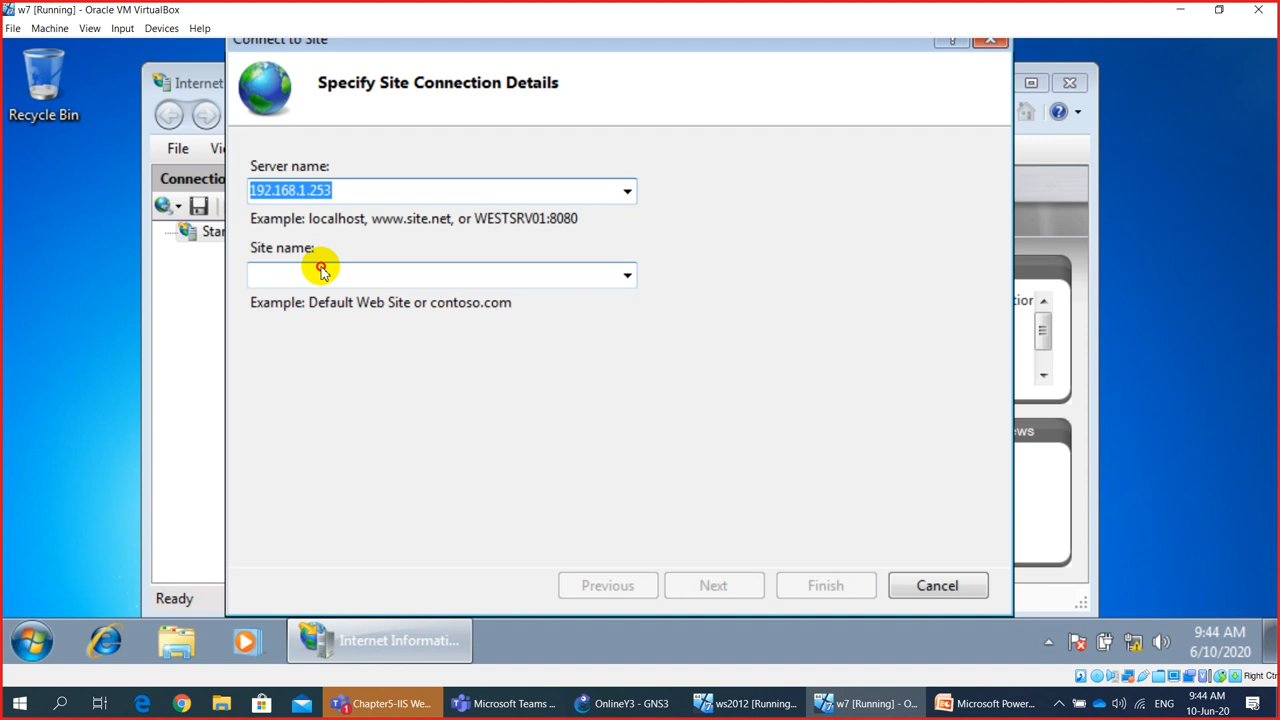 w7 [Running] - Oracle VM VirtualBox
File Machine View Input Devices Help
Connect to Site
Recycle Bin
Internet
Specify Site Connection Details
File
Connectio
Server name:
192.168.1.253
Example: localhost, www.site.net, or WESTSRV01:8080
Site name:
Example: Default Web Site or contoso.com
Previous Next Finish Cancel
Ready
Internet Informati...
9:44 AM
6/10/2020
Right Ctr
Chapter5-IIS We...
Microsoft Teams ...
OnlineY3 - GNS3
ws2012 [Running...
w7 [Running] - O...
Microsoft Power...
ENG
9:44 AM
10-Jun-20